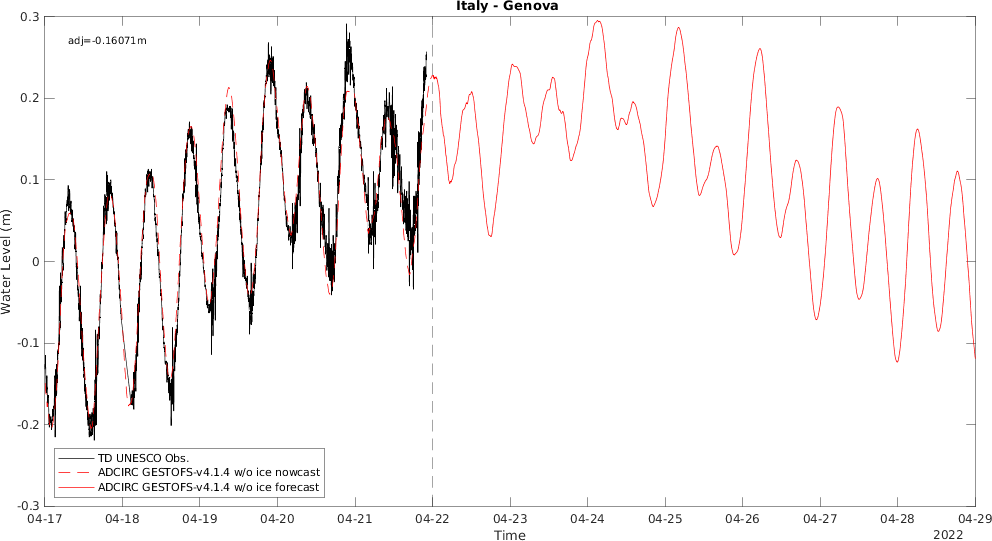 Italy - Genova
adj=-0.16071m
0.3
0.2
0.1
0
-0.1
-0.2
-0.3
Water Level (m)
TD UNESCO Obs.
ADCIRC GESTOFS-v4.1.4 w/o ice nowcast
ADCIRC GESTOFS-v4.1.4 w/o ice forecast
04-17 04-18 04-19 04-20 04-21 04-22 04-23 04-24 04-25 04-26 04-27 04-28 04-29
Time
2022